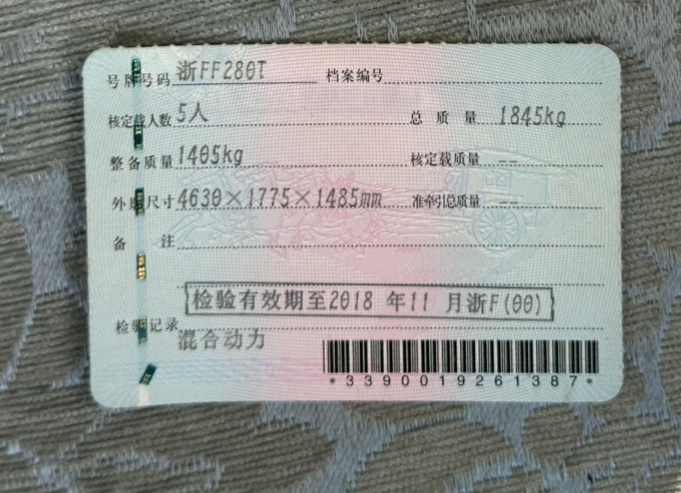 号牌号码 浙FF280T 档案编号
核定载人数 5人 总质量 1845kg
整备质量 1405kg 核定载质量 --
外廓尺寸 4630×1775×1485mm 准牵引总质量 --
备注
检验有效期至2018 年11 月浙F(00)
检验记录
混合动力
*3390019261387*